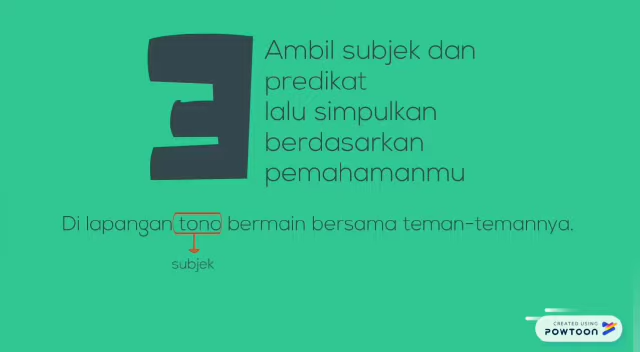 3
Ambil subjek dan
predikat
lalu simpulkan
berdasarkan
pemahamanmu
Di lapangan tono bermain bersama teman-temannya.
subjek
CREATED USING
POWTOON